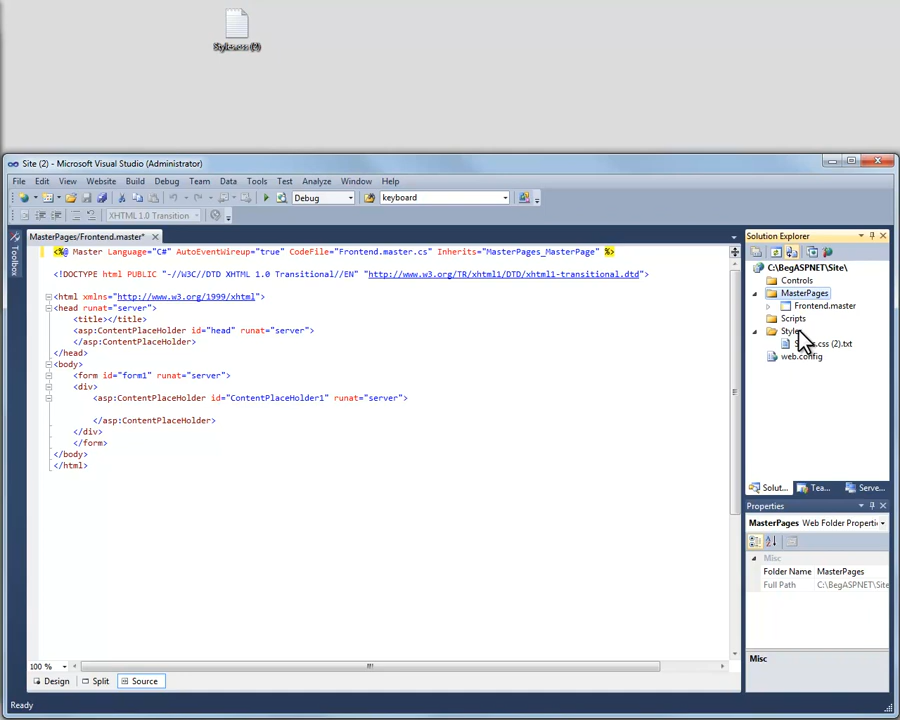 Styles.css (2)
Site (2) - Microsoft Visual Studio (Administrator)
File Edit View Website Build Debug Team Data Tools Test Analyze Window Help
Debug keyboard
XHTML 1.0 Transition
MasterPages/Frontend.master*
Toolbox
<%@ Master Language="C#" AutoEventWireup="true" CodeFile="Frontend.master.cs" Inherits="MasterPages_MasterPage" %>
<!DOCTYPE html PUBLIC "-//W3C//DTD XHTML 1.0 Transitional//EN" "http://www.w3.org/TR/xhtml1/DTD/xhtml1-transitional.dtd">
<html xmlns="http://www.w3.org/1999/xhtml">
<head runat="server">
<title></title>
<asp:ContentPlaceHolder id="head" runat="server">
</asp:ContentPlaceHolder>
</head>
<body>
<form id="form1" runat="server">
<div>
<asp:ContentPlaceHolder id="ContentPlaceHolder1" runat="server">
</asp:ContentPlaceHolder>
</div>
</form>
</body>
</html>
100 %
Design Split Source
Ready
Solution Explorer
C:\BegASPNET\Site\
Controls
MasterPages
Frontend.master
Scripts
Style
.css (2).txt
web.config
Solut... Tea... Serve...
Properties
MasterPages Web Folder Properti
Misc
Folder Name MasterPages
Full Path C:\BegASPNET\Site
Misc